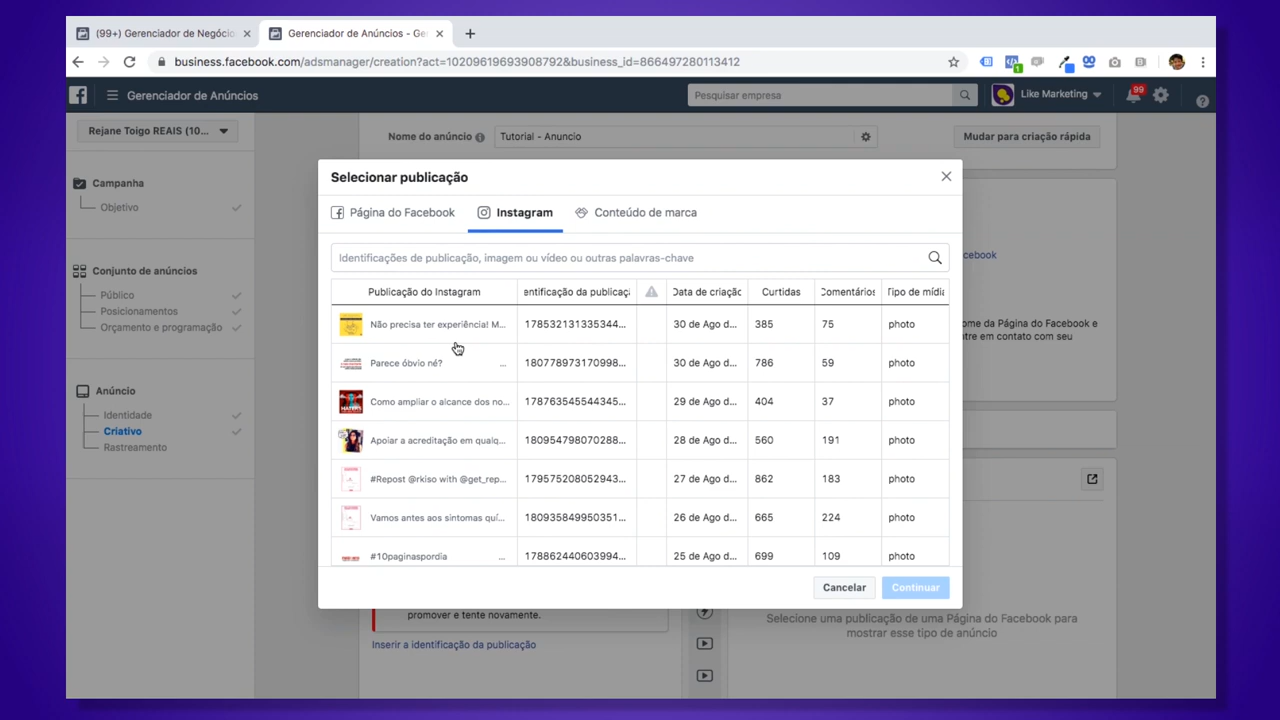 (99+) Gerenciador de Negócio
Gerenciador de Anúncios - Ge
business.facebook.com/adsmanager/creation?act=10209619693908792&business_id=866497280113412
Gerenciador de Anúncios
Pesquisar empresa
Like Marketing
99
Rejane Toigo REAIS (10...
Nome do anúncio
Tutorial - Anuncio
Mudar para criação rápida
Campanha
Objetivo
Conjunto de anúncios
Público
Posicionamentos
Orçamento e programação
Anúncio
Identidade
Criativo
Rastreamento
Selecionar publicação
Página do Facebook
Instagram
Conteúdo de marca
Identificações de publicação, imagem ou vídeo ou outras palavras-chave
Publicação do Instagram
entificação da publicaç
Data de criação
Curtidas
Comentários
Tipo de mídia
Não precisa ter experiência! M... 178532131335344... 30 de Ago d... 385 75 photo
Parece óbvio né? ... 180778973170998... 30 de Ago d... 786 59 photo
Como ampliar o alcance dos no... 178763545544345... 29 de Ago d... 404 37 photo
Apoiar a acreditação em qualq... 180954798070288... 28 de Ago d... 560 191 photo
#Repost @rkiso with @get_rep... 179575208052943... 27 de Ago d... 862 183 photo
Vamos antes aos sintomas quí... 180935849950351... 26 de Ago d... 665 224 photo
#10paginaspordia ... 178862440603994... 25 de Ago d... 699 109 photo
Cancelar
Continuar
cebook
ome da Página do Facebook e
entre em contato com seu
promover e tente novamente.
Inserir a identificação da publicação
Selecione uma publicação de uma Página do Facebook para
mostrar esse tipo de anúncio